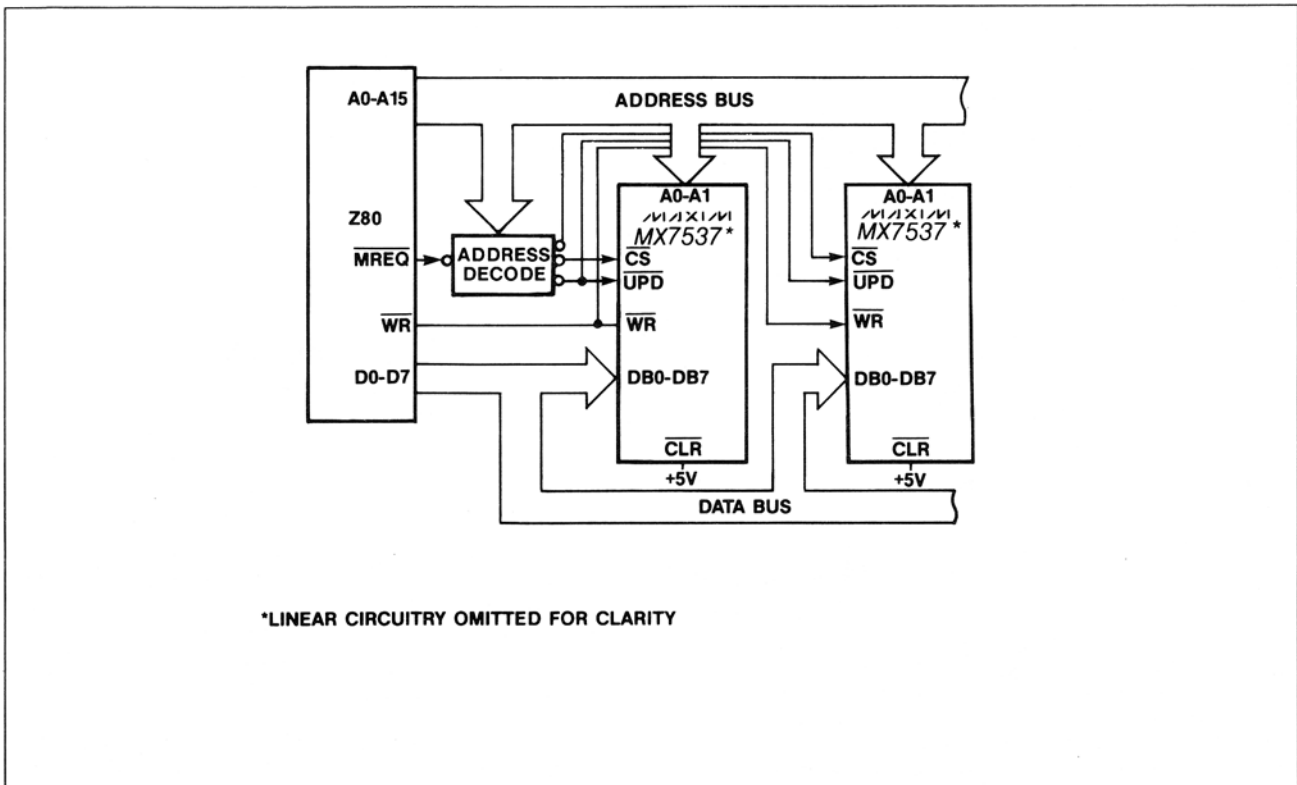 A0-A15
ADDRESS BUS
Z80
A0-A1
MAXIM
MX7537*
A0-A1
MAXIM
MX7537*
MREQ
ADDRESS
DECODE
CS
UPD
CS
UPD
WR
WR
WR
D0-D7
DB0-DB7
DB0-DB7
CLR
+5V
CLR
+5V
DATA BUS
*LINEAR CIRCUITRY OMITTED FOR CLARITY